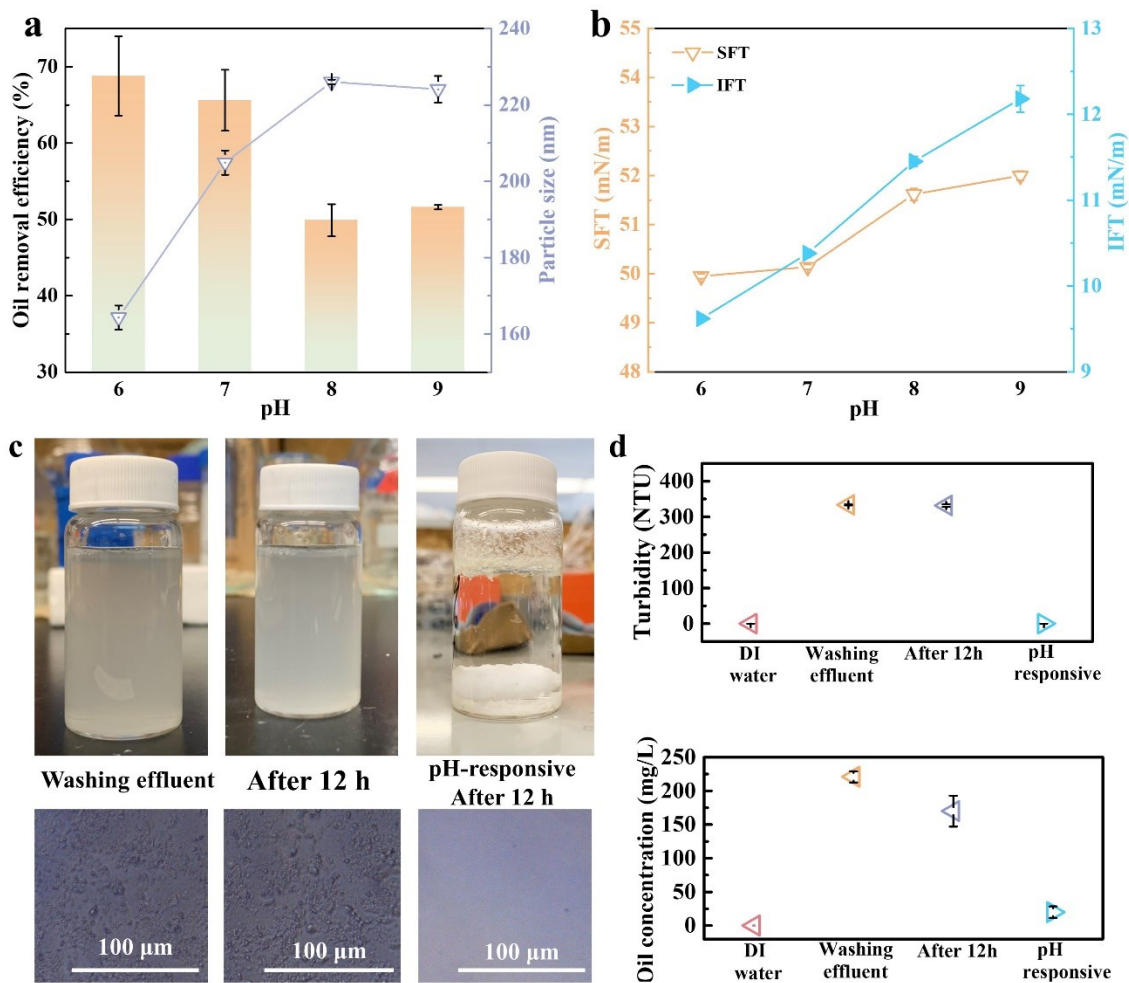 a
Oil removal efficiency (%)
70
60
50
40
30
6
7
8
9
pH
240
220
200
180
160
Particle size (nm)
b
SFT (mN/m)
55
54
53
52
51
50
49
48
SFT
IFT
6
7
8
9
pH
13
12
11
10
9
IFT (mN/m)
c
Washing effluent
After 12 h
pH-responsive
After 12 h
100 µm
100 µm
100 µm
d
Turbidity (NTU)
400
300
200
100
0
DI
water
Washing
effluent
After 12h
pH
responsive
Oil concentration (mg/L)
250
200
150
100
50
0
DI
water
Washing
effluent
After 12h
pH
responsive